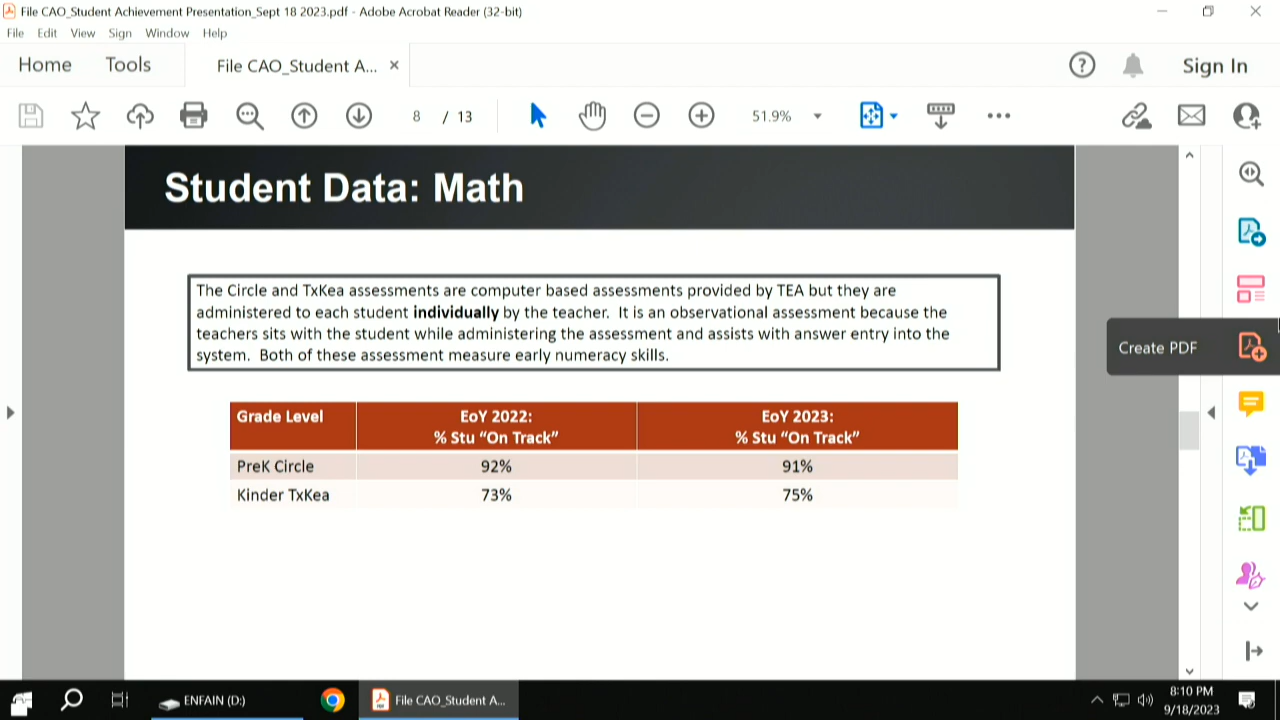 File CAO_Student Achievement Presentation_Sept 18 2023.pdf - Adobe Acrobat Reader (32-bit)
File Edit View Sign Window Help
Home Tools File CAO_Student A... × Sign In
8 / 13 51.9%
Student Data: Math
The Circle and TxKea assessments are computer based assessments provided by TEA but they are
administered to each student individually by the teacher. It is an observational assessment because the
teachers sits with the student while administering the assessment and assists with answer entry into the
system. Both of these assessment measure early numeracy skills.
Create PDF
Grade Level EoY 2022: EoY 2023:
% Stu “On Track” % Stu “On Track”
PreK Circle 92% 91%
Kinder TxKea 73% 75%
ENFAIN (D:) File CAO_Student A... 8:10 PM
9/18/2023